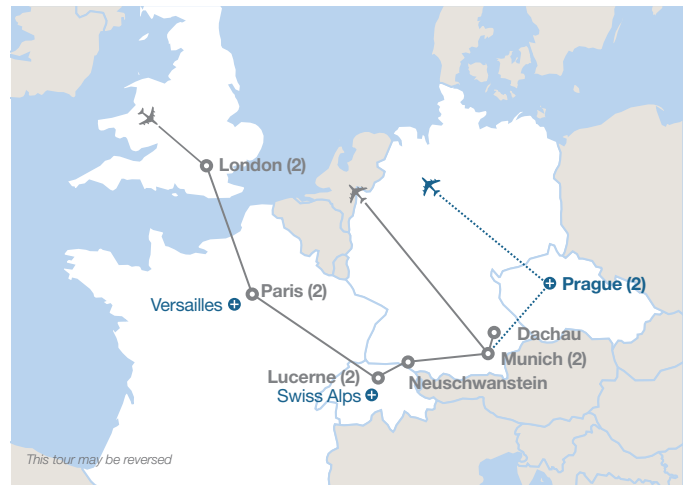 London (2)
Paris (2)
Versailles
Prague (2)
Dachau
Munich (2)
Lucerne (2)
Neuschwanstein
Swiss Alps
This tour may be reversed